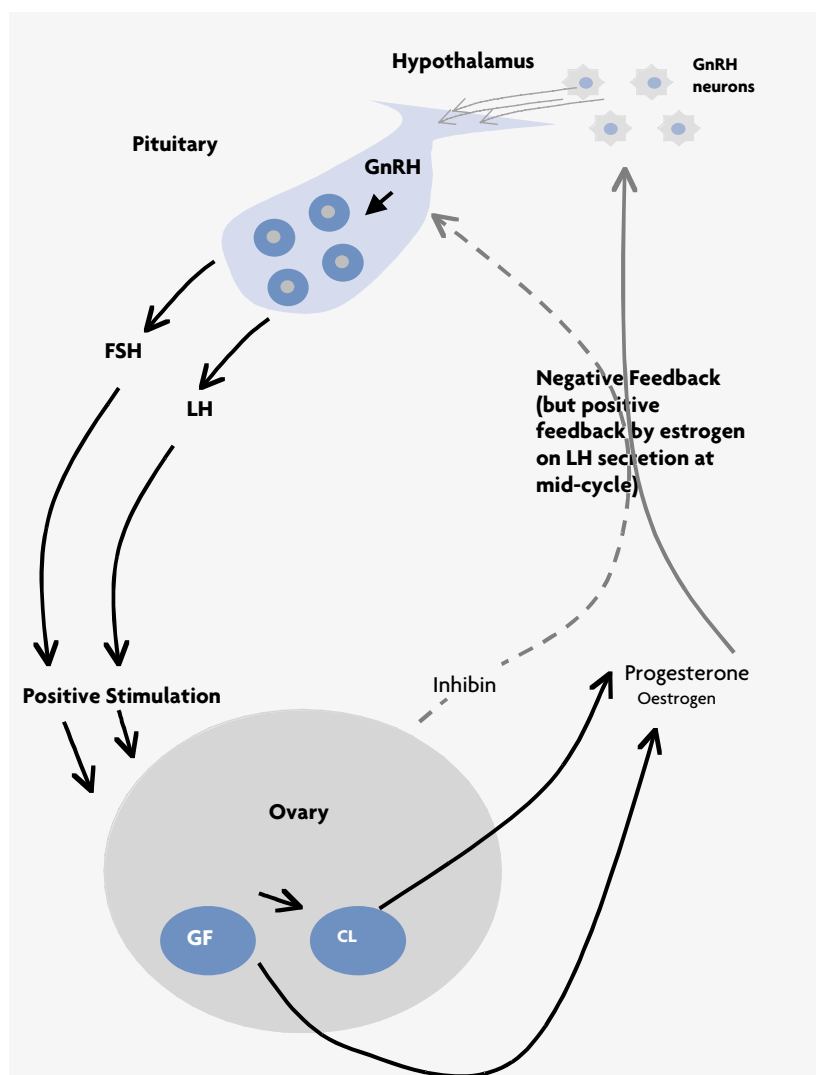 Hypothalamus
GnRH
neurons
Pituitary
GnRH
FSH
LH
Negative Feedback
(but positive
feedback by estrogen
on LH secretion at
mid-cycle)
Inhibin
Progesterone
Oestrogen
Positive Stimulation
Ovary
GF
CL